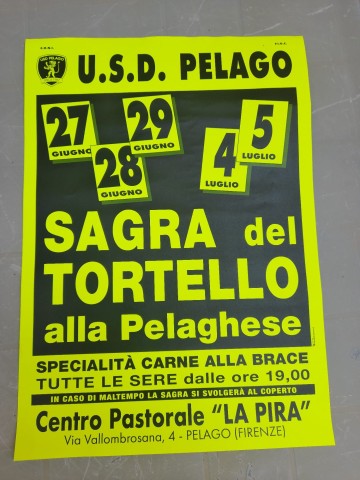 U.S.D. PELAGO
27
GIUGNO
28
GIUGNO
29
GIUGNO
4
LUGLIO
5
LUGLIO
SAGRA del
TORTELLO
alla Pelaghese
SPECIALITÀ CARNE ALLA BRACE
TUTTE LE SERE dalle ore 19,00
IN CASO DI MALTEMPO LA SAGRA SI SVOLGERÀ AL COPERTO
Centro Pastorale "LA PIRA"
Via Vallombrosana, 4 - PELAGO (FIRENZE)